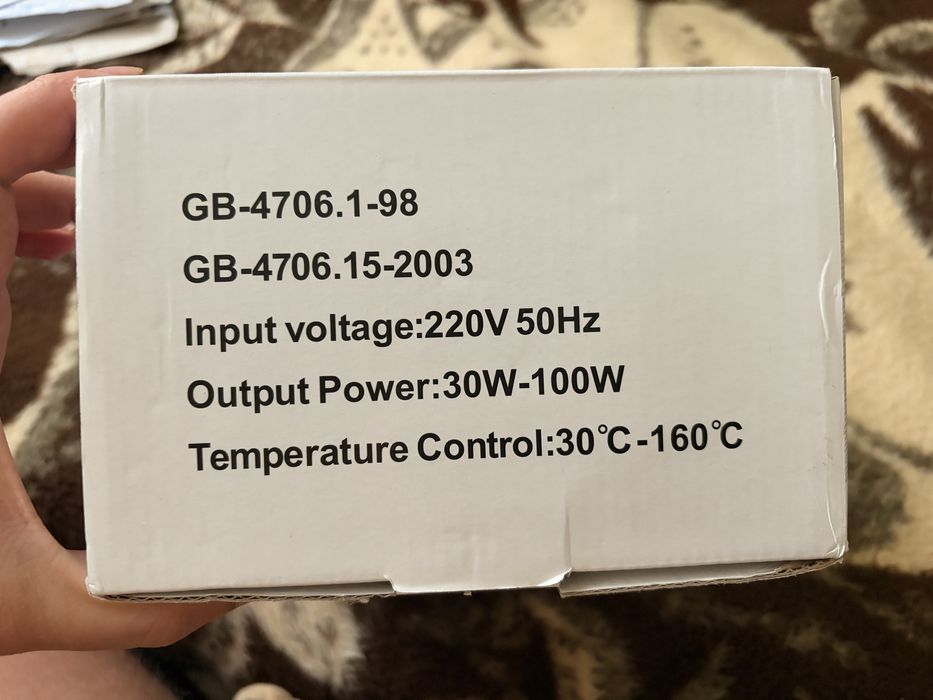 GB-4706.1-98
GB-4706.15-2003
Input voltage:220V 50Hz
Output Power:30W-100W
Temperature Control:30℃-160℃